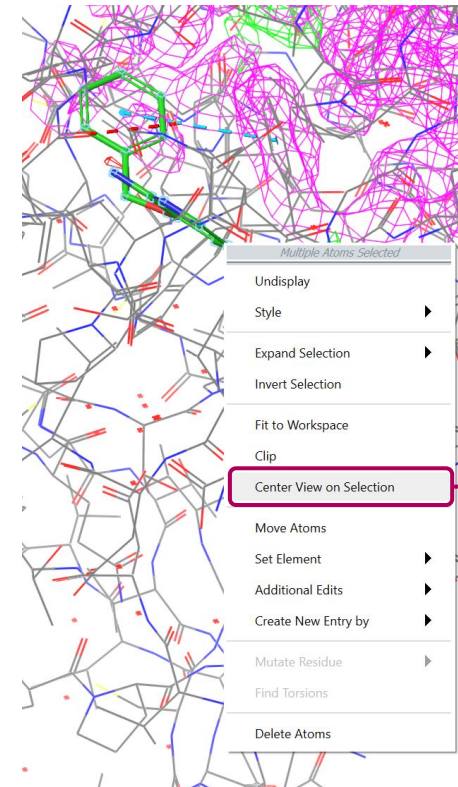 Multiple Atoms Selected
Undisplay
Style
Expand Selection
Invert Selection
Fit to Workspace
Clip
Center View on Selection
Move Atoms
Set Element
Additional Edits
Create New Entry by
Mutate Residue
Find Torsions
Delete Atoms